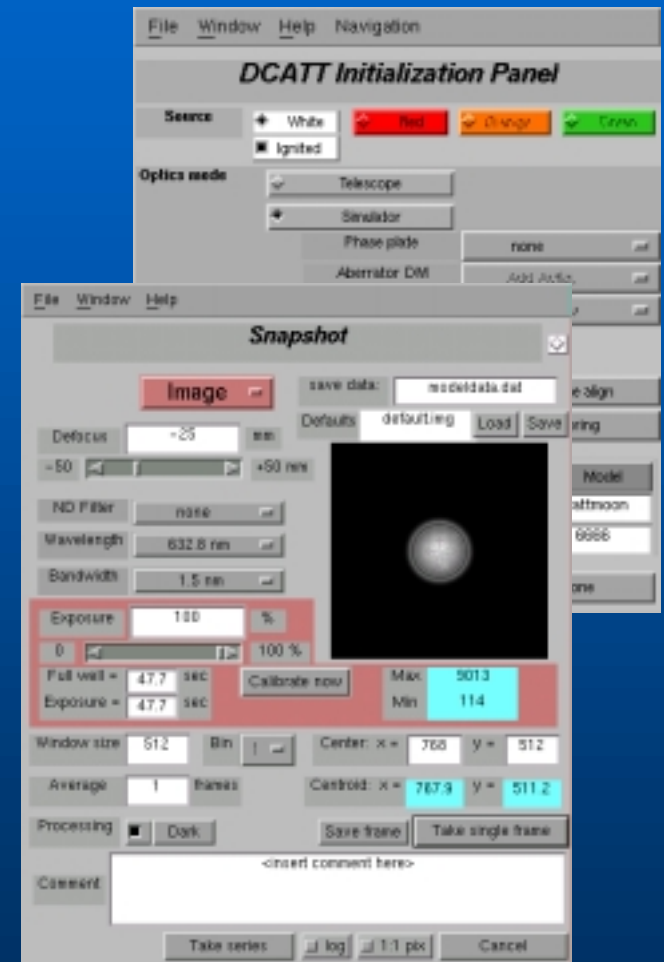 File Window Help Navigation
DCATT Initialization Panel
Source White Red Orange Green
Ignited
Optics mode Telescope
Simulator
Phase plate none
Aberrator DM
e align
ring
Model
attmoon
6666
one
File Window Help
Snapshot
Image save data: modeldata.dat
Defaults default.img Load Save
Defocus -25 mm
-50 +50 mm
ND Filter none
Wavelength 632.8 nm
Bandwidth 1.5 nm
Exposure 100 %
0 100 %
Full well = 47.7 sec Calibrate now Max 9013
Exposure = 47.7 sec Min 114
Window size 512 Bin 1 Center: x = 768 y = 512
Average 1 frames Centroid: x = 767.9 y = 511.2
Processing Dark Save frame Take single frame
Comment <insert comment here>
Take series log 1:1 pix Cancel